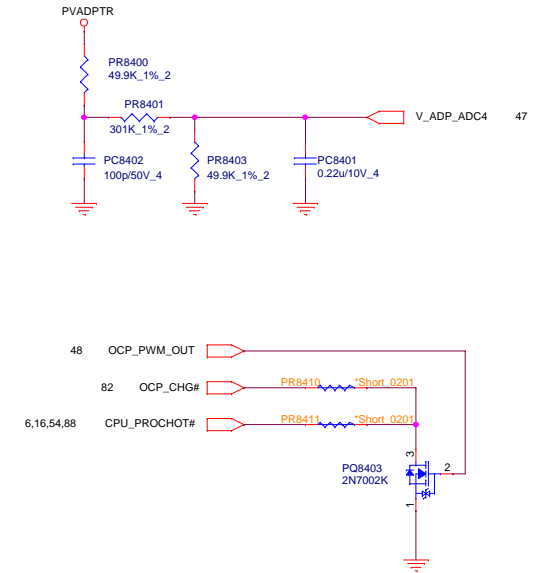 PVADPTR
PR8400
49.9K_1%_2
PR8401
301K_1%_2
V_ADP_ADC4 47
PC8402
100p/50V_4
PR8403
49.9K_1%_2
PC8401
0.22u/10V_4
48 OCP_PWM_OUT
82 OCP_CHG#
PR8410 *Short_0201
6,16,54,88 CPU_PROCHOT#
PR8411 *Short_0201
3
PQ8403
2N7002K
2
1